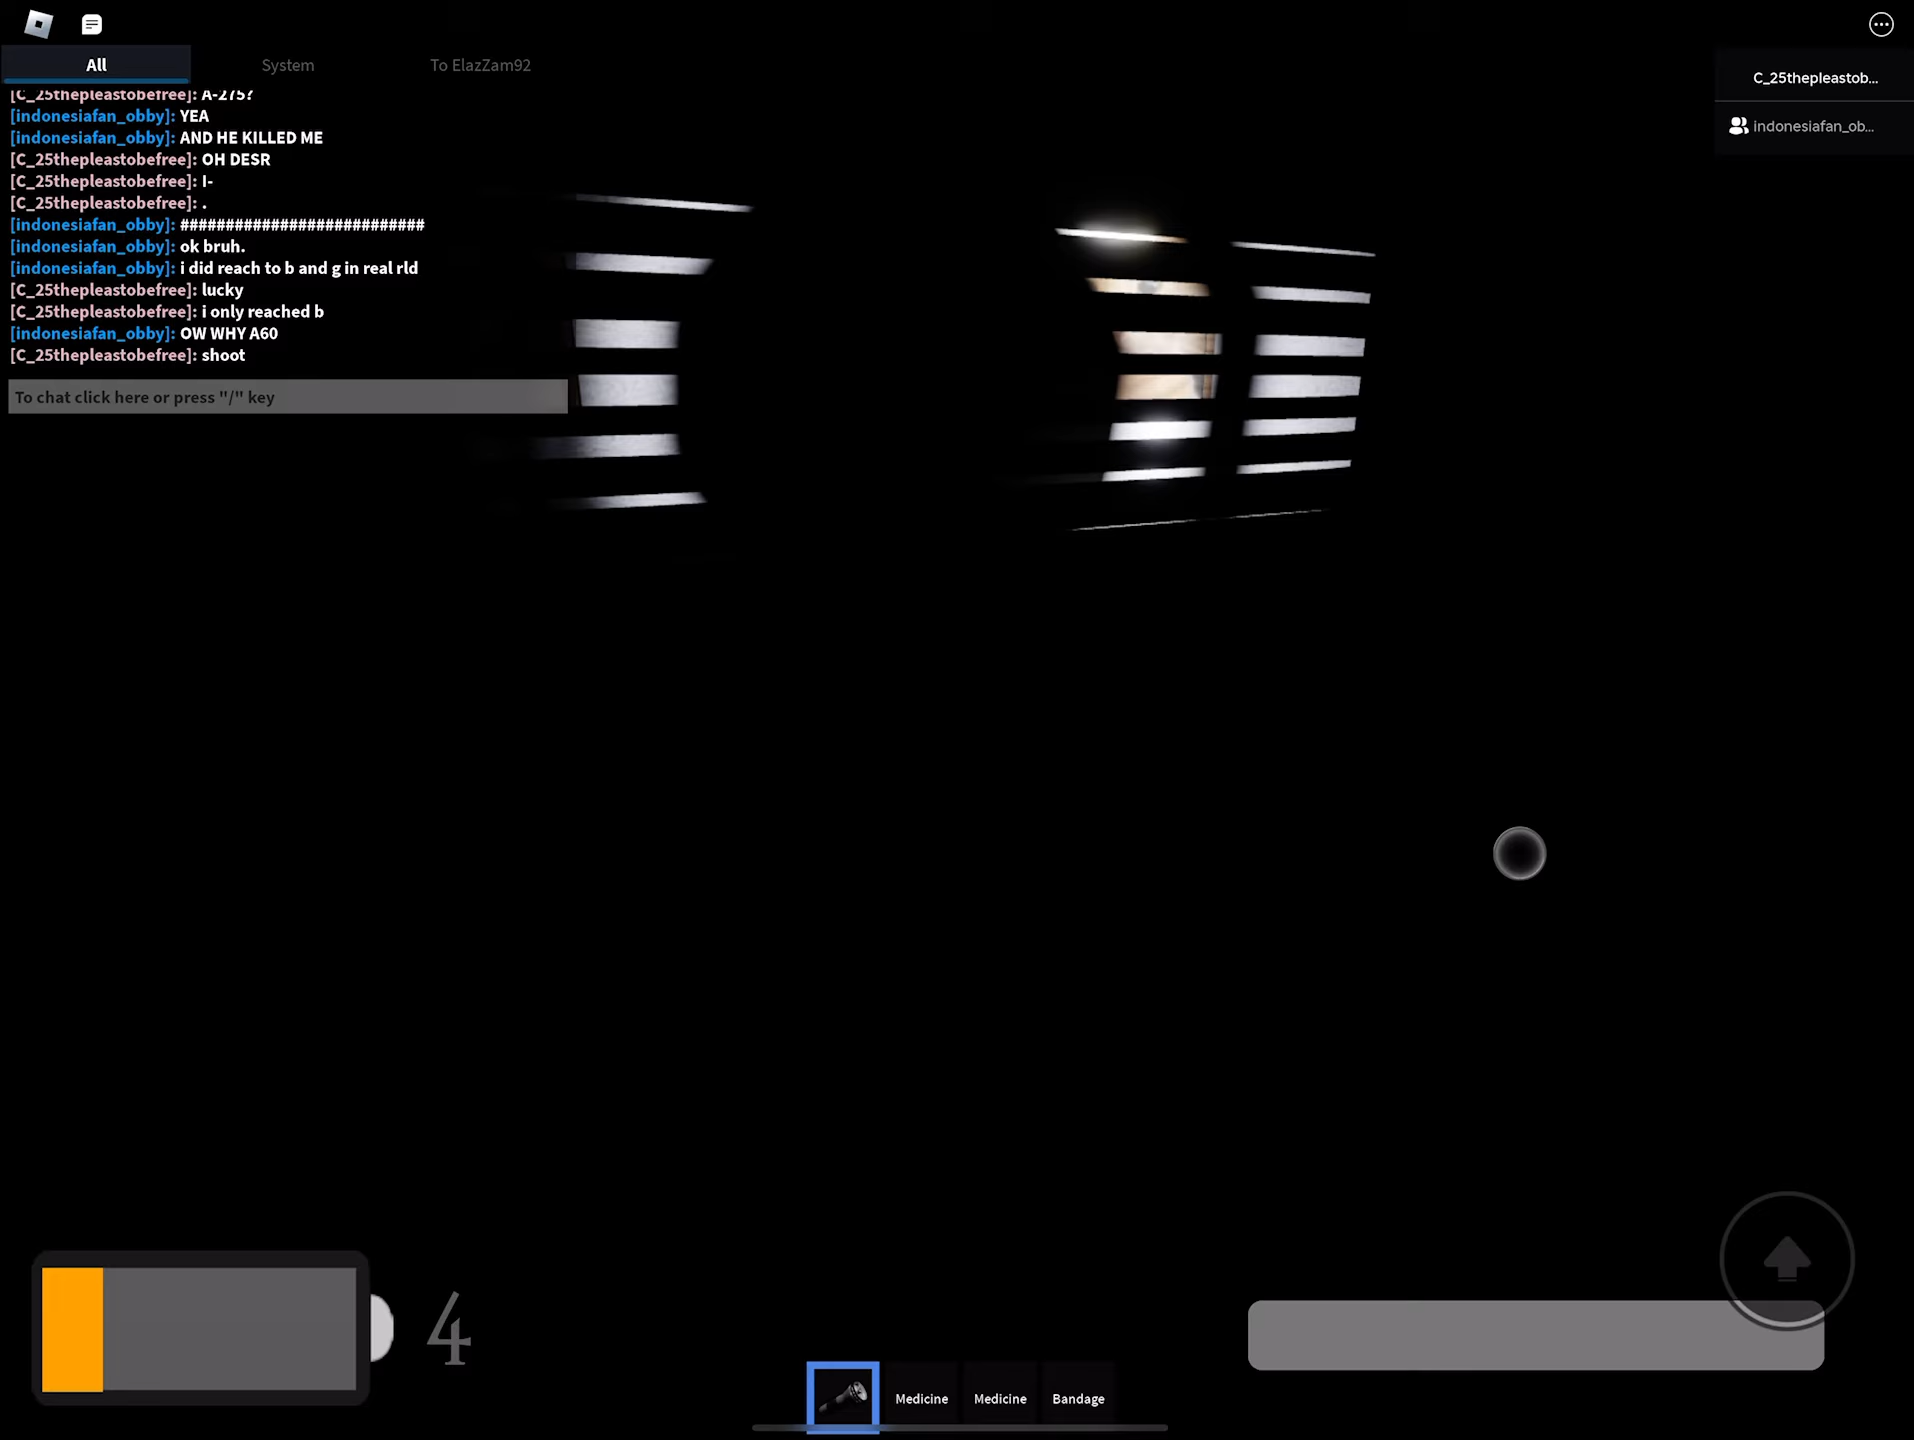 All System To ElazZam92
[C_25thepleastobefree]: A-275?
[indonesiafan_obby]: YEA
[indonesiafan_obby]: AND HE KILLED ME
[C_25thepleastobefree]: OH DESR
[C_25thepleastobefree]: I-
[C_25thepleastobefree]: .
[indonesiafan_obby]: ###########################
[indonesiafan_obby]: ok bruh.
[indonesiafan_obby]: i did reach to b and g in real rld
[C_25thepleastobefree]: lucky
[C_25thepleastobefree]: i only reached b
[indonesiafan_obby]: OW WHY A60
[C_25thepleastobefree]: shoot
To chat click here or press "/" key
C_25thepleastob...
indonesiafan_ob...
4
Medicine Medicine Bandage